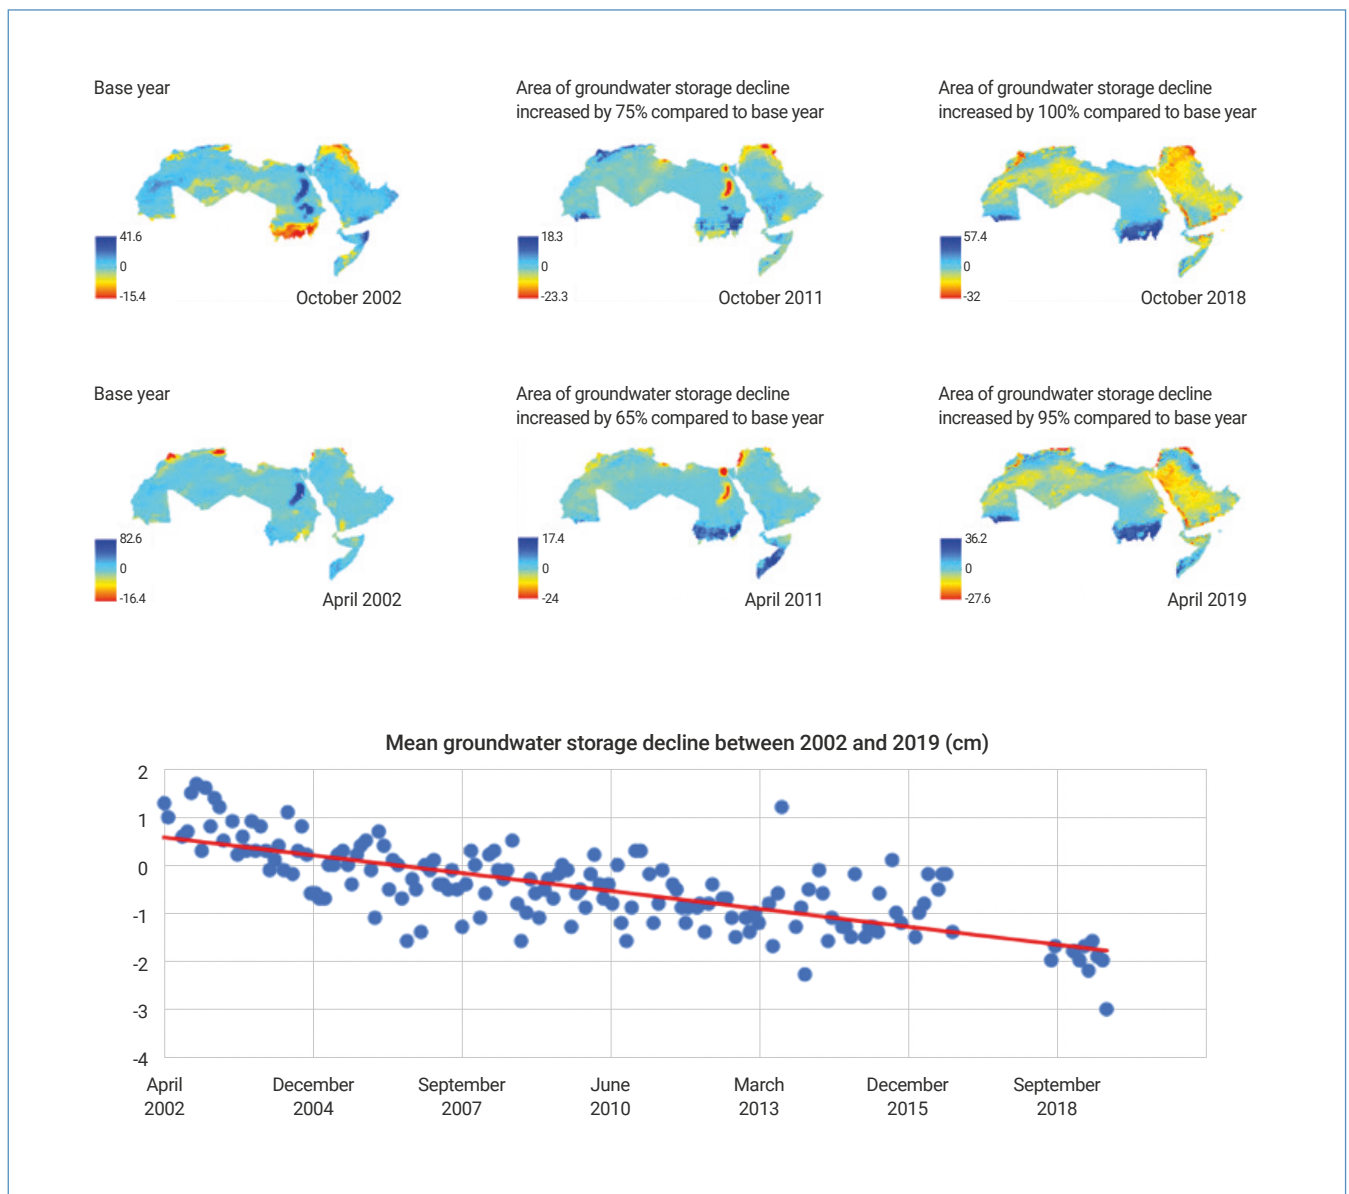 Base year
Area of groundwater storage decline
increased by 75% compared to base year
Area of groundwater storage decline
increased by 100% compared to base year
41.6
0
-15.4
October 2002
18.3
0
-23.3
October 2011
57.4
0
-32
October 2018
Base year
Area of groundwater storage decline
increased by 65% compared to base year
Area of groundwater storage decline
increased by 95% compared to base year
82.6
0
-16.4
April 2002
17.4
0
-24
April 2011
36.2
0
-27.6
April 2019
Mean groundwater storage decline between 2002 and 2019 (cm)
2
1
0
-1
-2
-3
-4
April
2002
December
2004
September
2007
June
2010
March
2013
December
2015
September
2018